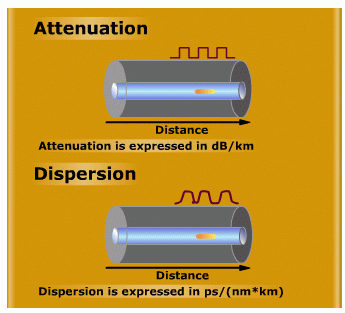 Attenuation
Distance
Attenuation is expressed in dB/km
Dispersion
Distance
Dispersion is expressed in ps/(nm*km)